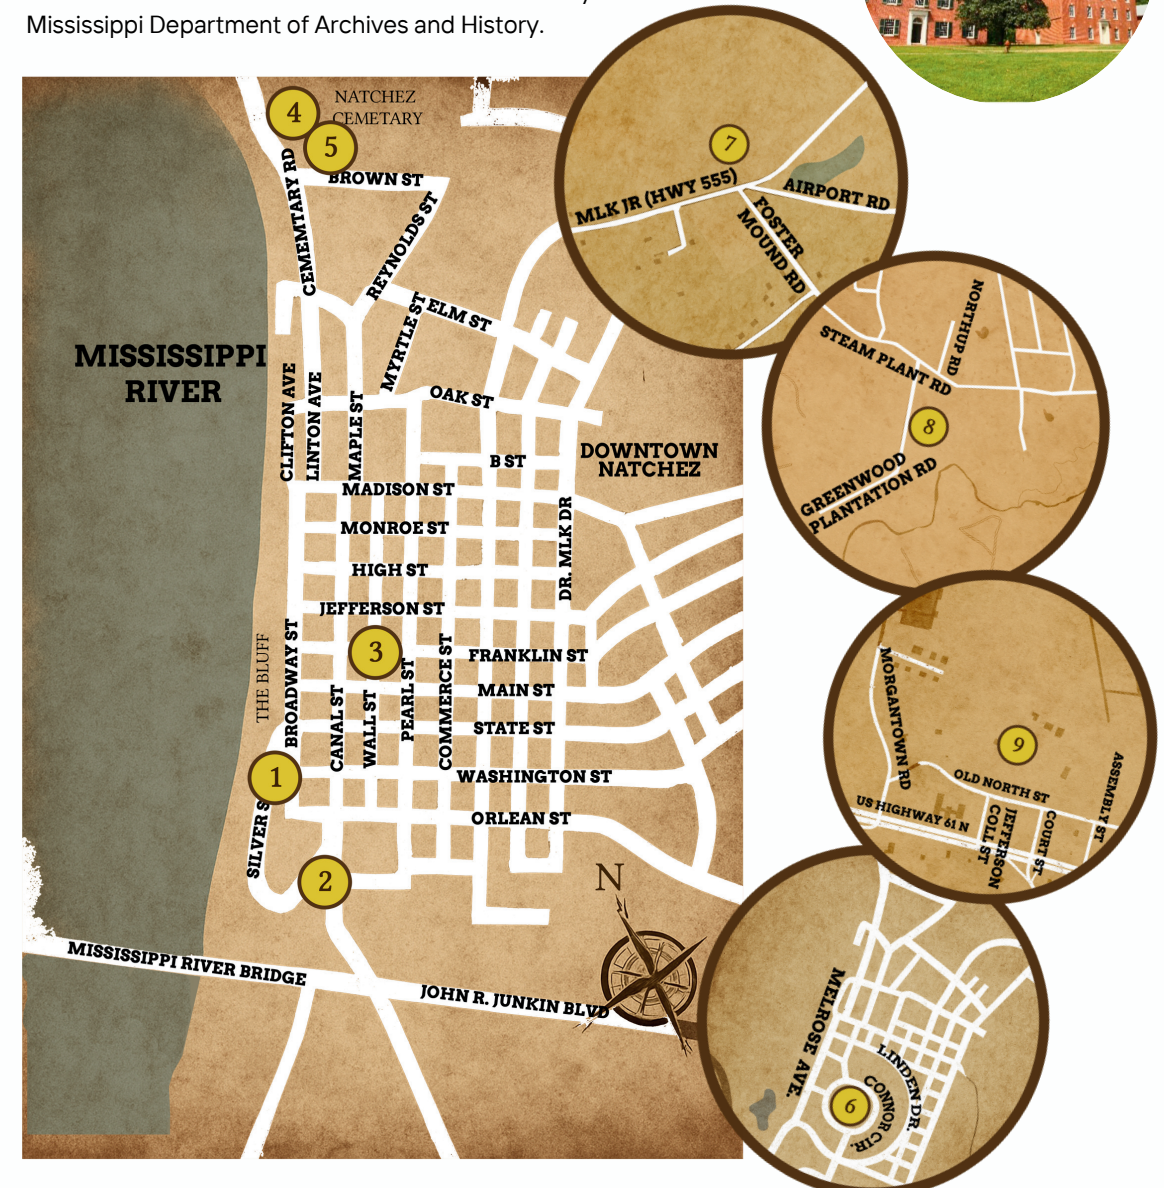 Mississippi Department of Archives and History.
4
NATCHEZ
CEMETARY
5
BROWN ST
CEMEMTARY RD
REYNOLDS ST
MYRTLE ST
ELM ST
MISSISSIPPI
RIVER
CLIFTON AVE
LINTON AVE
MAPLE ST
OAK ST
B ST
DOWNTOWN
NATCHEZ
MADISON ST
MONROE ST
DR. MLK DR
HIGH ST
JEFFERSON ST
THE BLUFF
BROADWAY ST
3
FRANKLIN ST
CANAL ST
WALL ST
PEARL ST
COMMERCE ST
MAIN ST
STATE ST
1
WASHINGTON ST
SILVER S
ORLEAN ST
2
N
MISSISSIPPI RIVER BRIDGE
JOHN R. JUNKIN BLVD
7
MLK JR (HWY 555)
AIRPORT RD
FOSTER
MOUND RD
NORTHUP RD
STEAM PLANT RD
8
GREENWOOD
PLANTATION RD
MORGANTOWN RD
9
OLD NORTH ST
ASSEMBLY ST
US HIGHWAY 61 N
JEFFERSON
COLL ST
COURT ST
MELROSE AVE.
LINDEN DR.
CONNOR CIR.
6